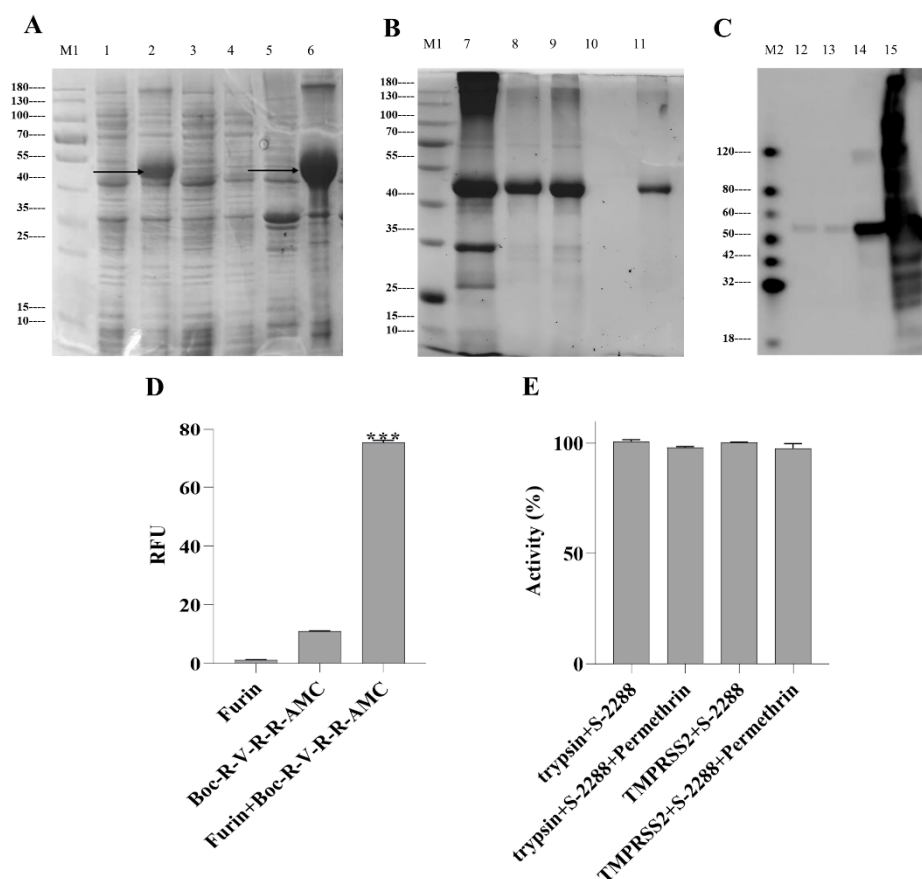 A
M1 1 2 3 4 5 6
180----
130----
100----
70----
55----
40----
35----
25----
15----
10----
B
M1 7 8 9 10 11
180----
130----
100----
70----
55----
40----
35----
25----
15----
10----
C
M2 12 13 14 15
120----
80----
60----
50----
42----
32----
18----
D
RFU
80
60
40
20
0
***
Furin
Boc-R-V-R-R-AMC
Furin+Boc-R-V-R-R-AMC
E
Activity (%)
100
50
0
trypsin+S-2288
trypsin+S-2288+Permethrin
TMPRSS2+S-2288
TMPRSS2+S-2288+Permethrin